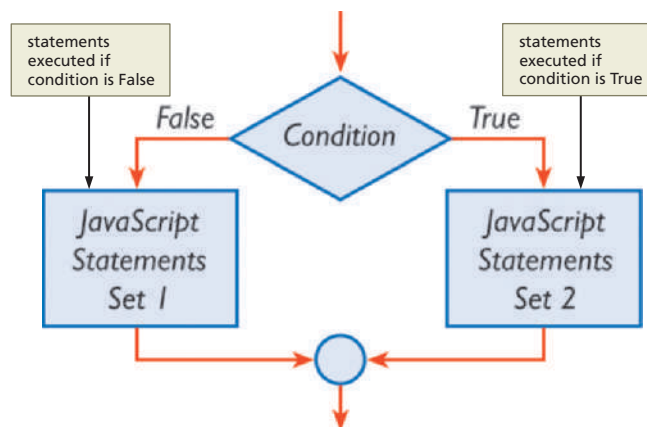 statements
executed if
condition is False
statements
executed if
condition is True
False
Condition
True
JavaScript
Statements
Set 1
JavaScript
Statements
Set 2